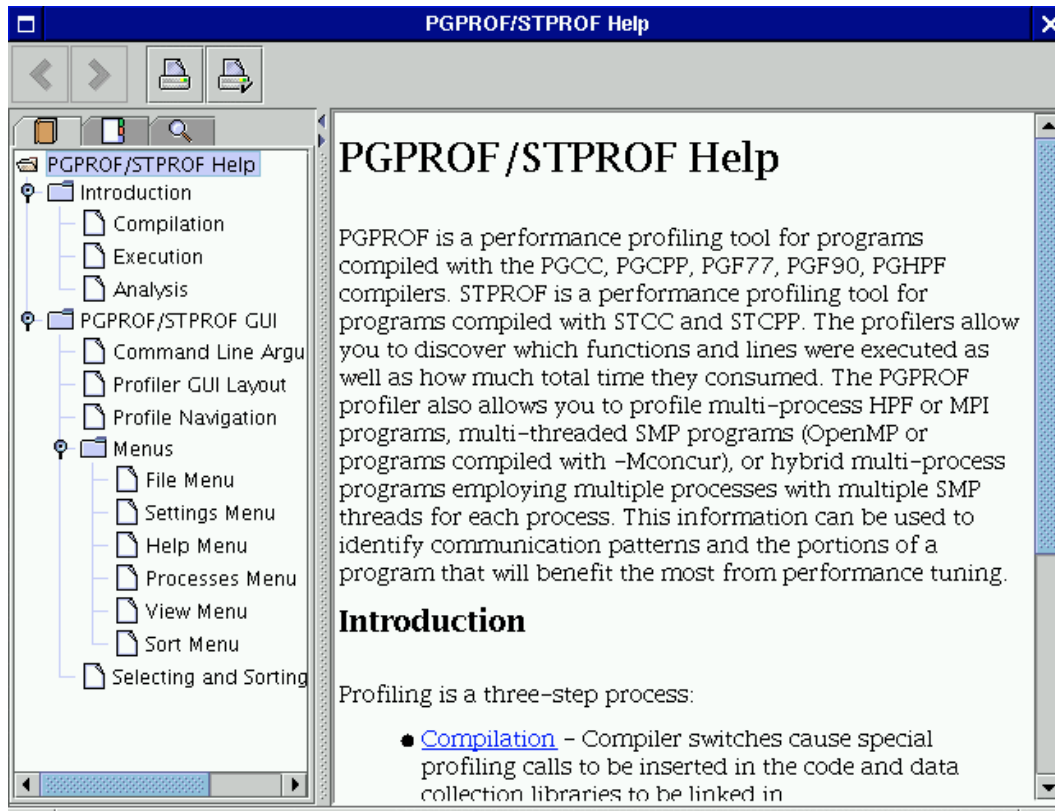 PGPROF/STPROF Help
PGPROF/STPROF Help
Introduction
Compilation
Execution
Analysis
PGPROF/STPROF GUI
Command Line Argu
Profiler GUI Layout
Profile Navigation
Menus
File Menu
Settings Menu
Help Menu
Processes Menu
View Menu
Sort Menu
Selecting and Sorting
PGPROF/STPROF Help
PGPROF is a performance profiling tool for programs
compiled with the PGCC, PGCPP, PGF77, PGF90, PGHPF
compilers. STPROF is a performance profiling tool for
programs compiled with STCC and STCPP. The profilers allow
you to discover which functions and lines were executed as
well as how much total time they consumed. The PGPROF
profiler also allows you to profile multi-process HPF or MPI
programs, multi-threaded SMP programs (OpenMP or
programs compiled with -Mconcur), or hybrid multi-process
programs employing multiple processes with multiple SMP
threads for each process. This information can be used to
identify communication patterns and the portions of a
program that will benefit the most from performance tuning.
Introduction
Profiling is a three-step process:
● Compilation - Compiler switches cause special
profiling calls to be inserted in the code and data
collection libraries to be linked in